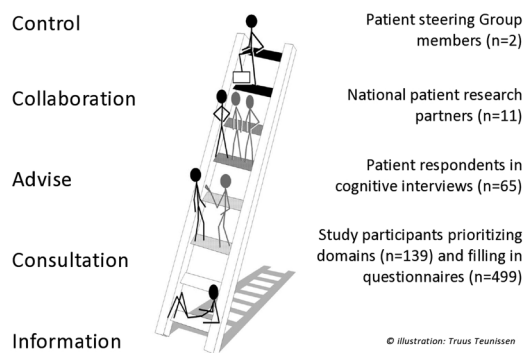 Control
Patient steering Group
members (n=2)
Collaboration
National patient research
partners (n=11)
Advise
Patient respondents in
cognitive interviews (n=65)
Consultation
Study participants prioritizing
domains (n=139) and filling in
questionnaires (n=499)
Information
© illustration: Truus Teunissen